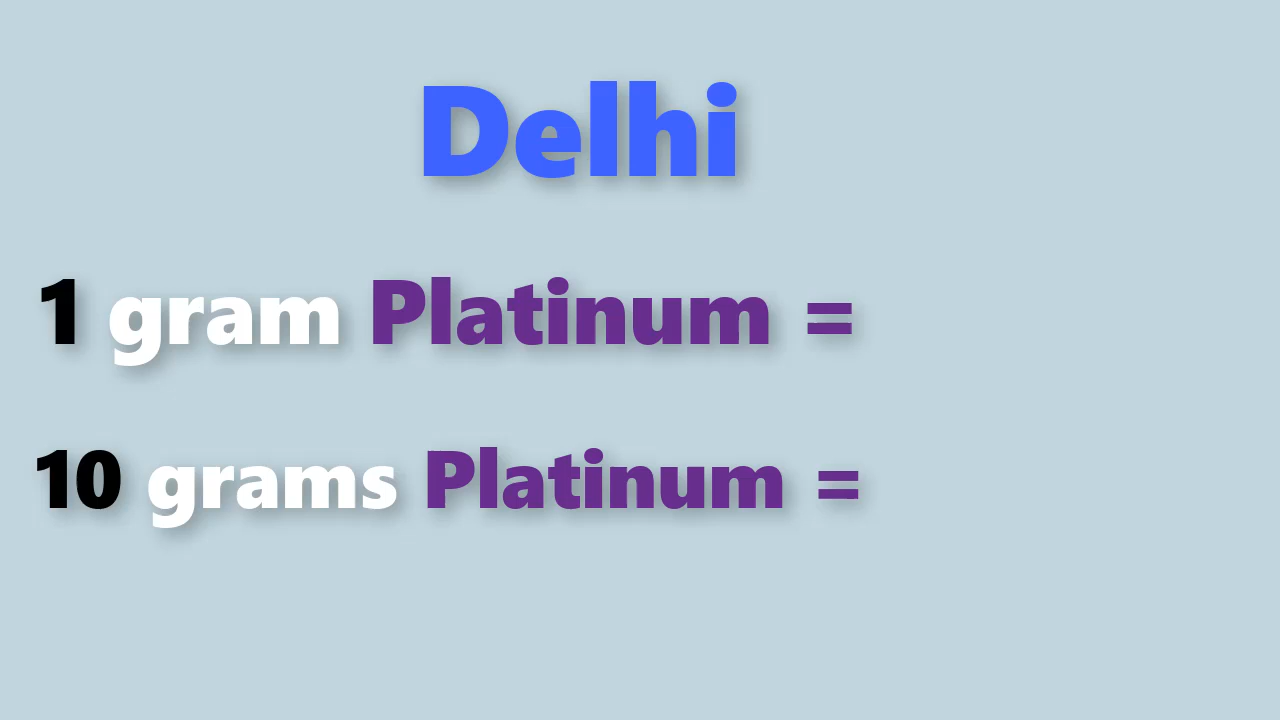 Delhi
1 gram Platinum =
10 grams Platinum =